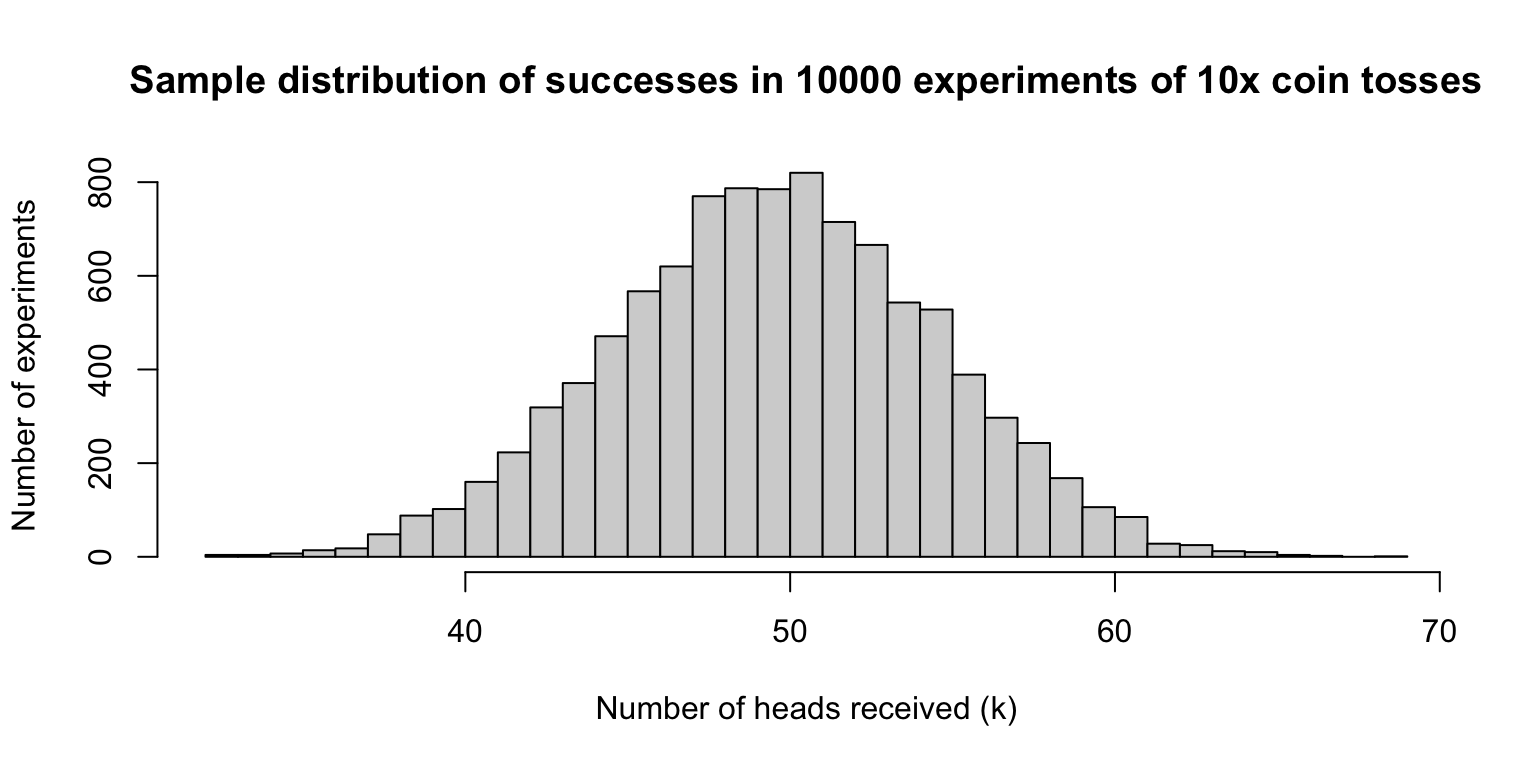 Sample distribution of successes in 10000 experiments of 10x coin tosses
Number of experiments
800
600
400
200
0
40 50 60 70
Number of heads received (k)